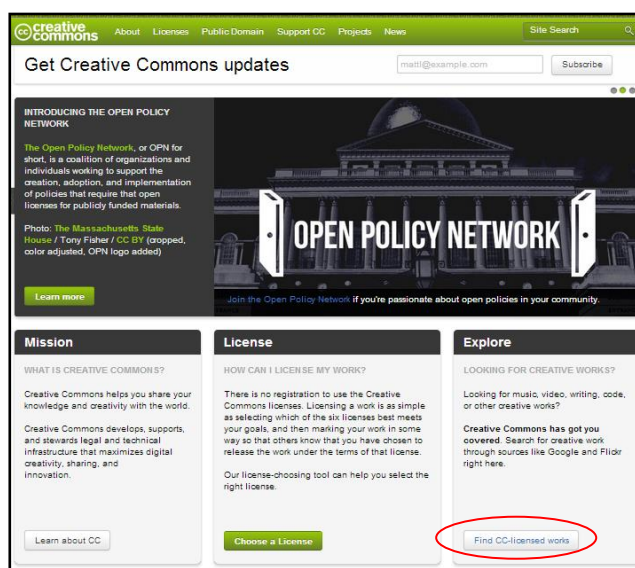 creative commons
About Licenses Public Domain Support CC Projects News
Site Search
Get Creative Commons updates
mattl@example.com
Subscribe
INTRODUCING THE OPEN POLICY
NETWORK
The Open Policy Network, or OPN for
short, is a coalition of organizations and
individuals working to support the
creation, adoption, and implementation
of policies that require that open
licenses for publicly funded materials.
Photo: The Massachusetts State
House / Tony Fisher / CC BY (cropped,
color adjusted, OPN logo added)
Learn more
OPEN POLICY NETWORK
Join the Open Policy Network if you're passionate about open policies in your community.
Mission
WHAT IS CREATIVE COMMONS?
Creative Commons helps you share your
knowledge and creativity with the world.
Creative Commons develops, supports,
and stewards legal and technical
infrastructure that maximizes digital
creativity, sharing, and
innovation.
Learn about CC
License
HOW CAN I LICENSE MY WORK?
There is no registration to use the Creative
Commons licenses. Licensing a work is as simple
as selecting which of the six licenses best meets
your goals, and then marking your work in some
way so that others know that you have chosen to
release the work under the terms of that license.
Our license-choosing tool can help you select the
right license.
Choose a License
Explore
LOOKING FOR CREATIVE WORKS?
Looking for music, video, writing, code,
or other creative works?
Creative Commons has got you
covered. Search for creative work
through sources like Google and Flickr
right here.
Find CC-licensed works